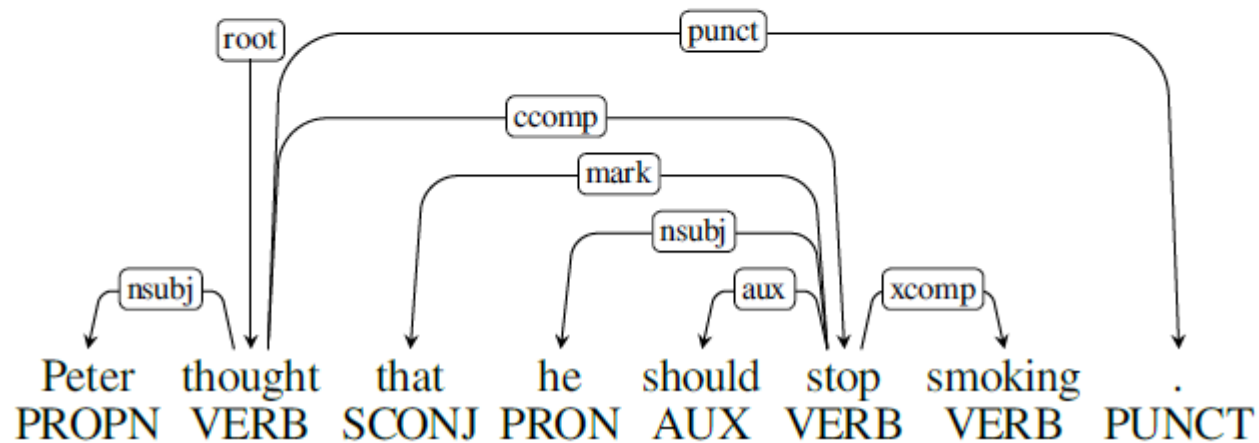 root punct
ccomp
mark
nsubj
nsubj aux xcomp
Peter thought that he should stop smoking .
PROPN VERB SCONJ PRON AUX VERB VERB PUNCT